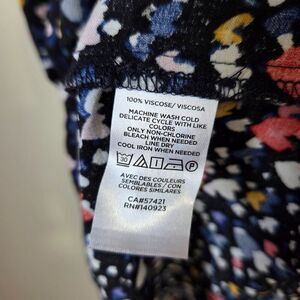 100% VISCOSE/ VISCOSA
MACHINE WASH COLD
DELICATE CYCLE WITH LIKE
COLORS
ONLY NON-CHLORINE
BLEACH WHEN NEEDED
LINE DRY
COOL IRON WHEN NEEDED
AVEC DES COULEURS
SEMBLABLES / CON
COLORES SIMILARES
CA#57421
RN#140923